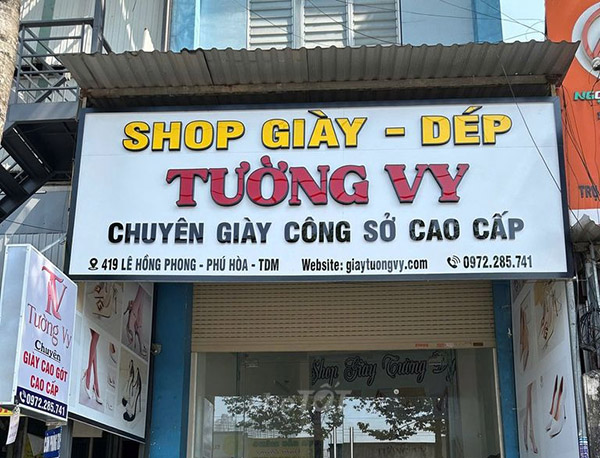 SHOP GIÀY - DÉP
TƯỜNG VY
CHUYÊN GIÀY CÔNG SỞ CAO CẤP
419 LÊ HỒNG PHONG - PHÚ HÒA - TDM Website: giaytuongvy.com 0972.285.741
TV
Tường Vy
Chuyên
GIÀY CAO GÓT
CAO CẤP
0972.285.741
Shop Giày Tường
TỐT